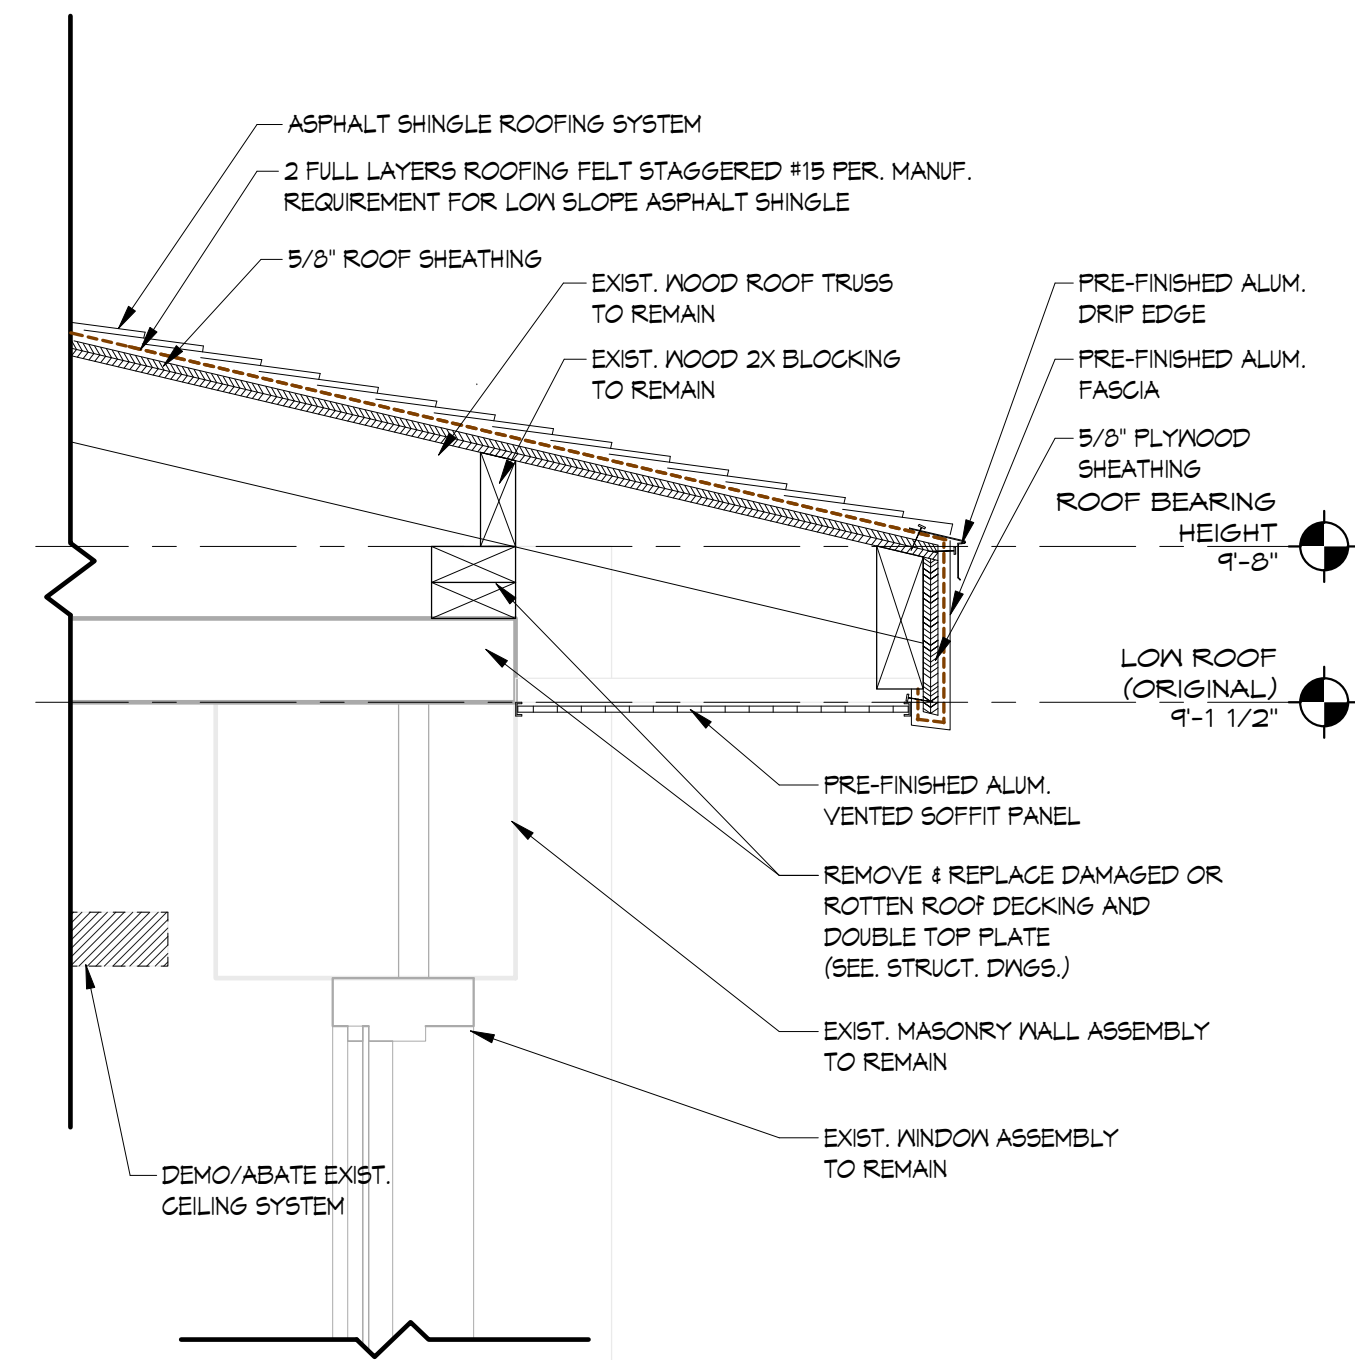 ASPHALT SHINGLE ROOFING SYSTEM
2 FULL LAYERS ROOFING FELT STAGGERED #15 PER. MANUF.
REQUIREMENT FOR LOW SLOPE ASPHALT SHINGLE
5/8" ROOF SHEATHING
EXIST. WOOD ROOF TRUSS
TO REMAIN
EXIST. WOOD 2X BLOCKING
TO REMAIN
PRE-FINISHED ALUM.
DRIP EDGE
PRE-FINISHED ALUM.
FASCIA
5/8" PLYWOOD
SHEATHING
ROOF BEARING
HEIGHT
9'-8"
LOW ROOF
(ORIGINAL)
9'-1 1/2"
PRE-FINISHED ALUM.
VENTED SOFFIT PANEL
REMOVE & REPLACE DAMAGED OR
ROTTEN ROOF DECKING AND
DOUBLE TOP PLATE
(SEE. STRUCT. DWGS.)
EXIST. MASONRY WALL ASSEMBLY
TO REMAIN
EXIST. WINDOW ASSEMBLY
TO REMAIN
DEMO/ABATE EXIST.
CEILING SYSTEM